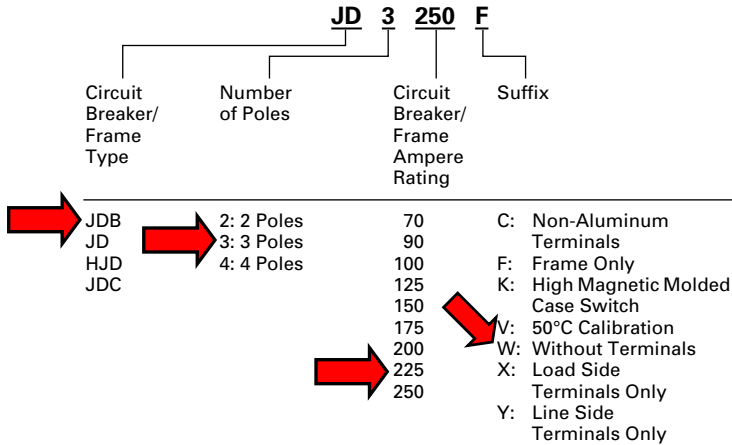 JD 3 250 F
Circuit Breaker/ Frame Type
Number of Poles
Circuit Breaker/ Frame Ampere Rating
Suffix
JDB
JD
HJD
JDC
2: 2 Poles
3: 3 Poles
4: 4 Poles
70
90
100
125
150
175
200
225
250
C: Non-Aluminum
Terminals
F: Frame Only
K: High Magnetic Molded
Case Switch
V: 50°C Calibration
W: Without Terminals
X: Load Side
Terminals Only
Y: Line Side
Terminals Only